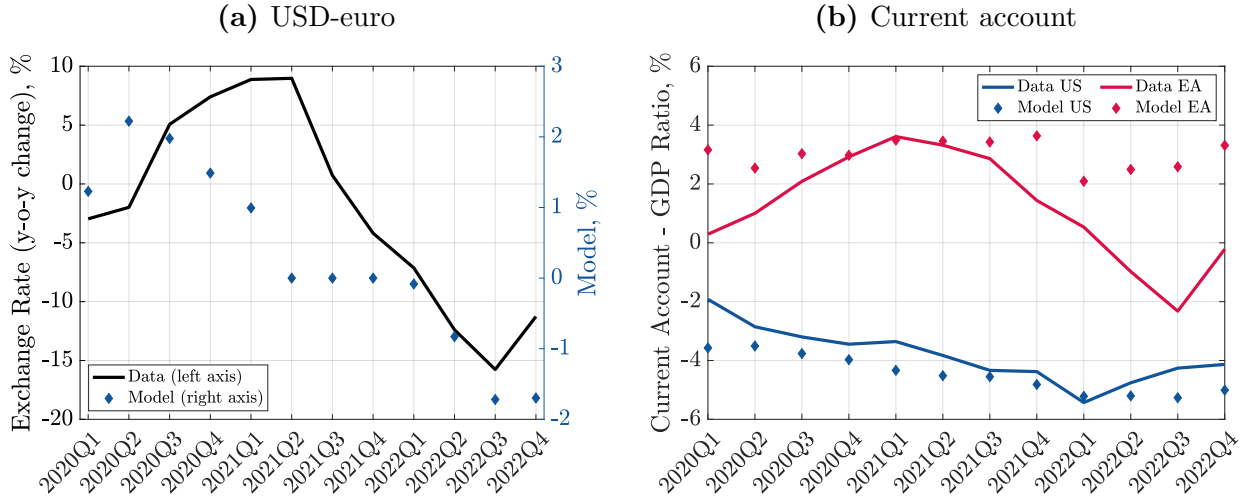 (a) USD-euro
Exchange Rate (y-o-y change), %
10
5
0
-5
-10
-15
-20
3
2
1
0
-1
-2
Model, %
Data (left axis)
Model (right axis)
2020Q1
2020Q2
2020Q3
2020Q4
2021Q1
2021Q2
2021Q3
2021Q4
2022Q1
2022Q2
2022Q3
2022Q4
(b) Current account
Current Account - GDP Ratio, %
6
4
2
0
-2
-4
-6
Data US
Data EA
Model US
Model EA
2020Q1
2020Q2
2020Q3
2020Q4
2021Q1
2021Q2
2021Q3
2021Q4
2022Q1
2022Q2
2022Q3
2022Q4